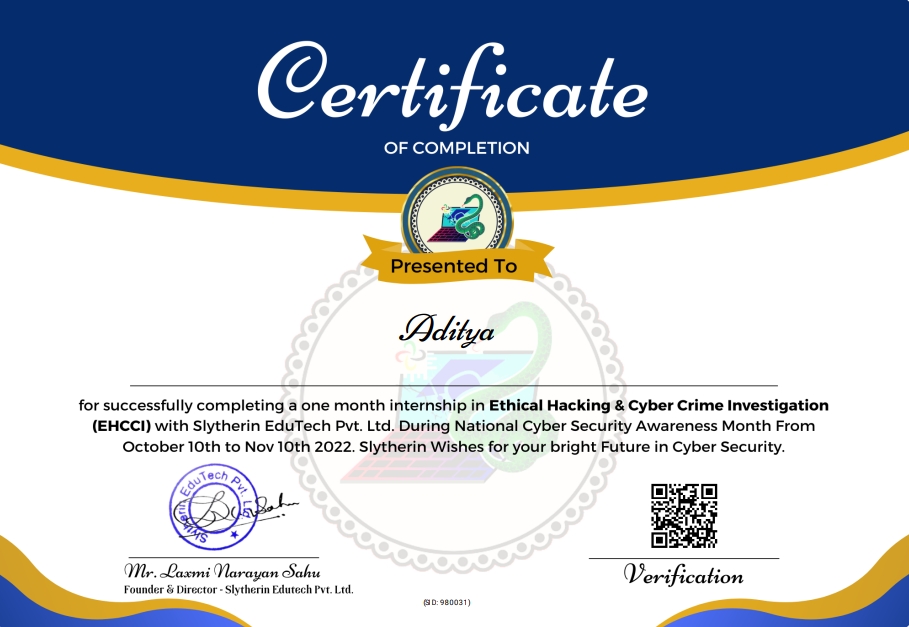 Certificate
OF COMPLETION
Presented To
Aditya
for successfully completing a one month internship in Ethical Hacking & Cyber Crime Investigation
(EHCCI) with Slytherin EduTech Pvt. Ltd. During National Cyber Security Awareness Month From
October 10th to Nov 10th 2022. Slytherin Wishes for your bright Future in Cyber Security.
Slytherin EduTech Pvt. Ltd.
Mr. Laxmi Narayan Sahu
Founder & Director - Slytherin Edutech Pvt. Ltd.
Verification
(SID: 980031)